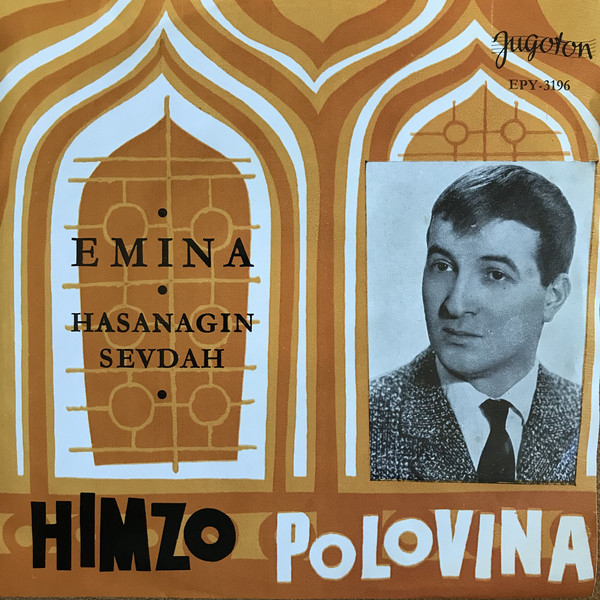 Jugoton
EPY-3196
EMINA
HASANAGIN
SEVDAH
HIMZO POLOVINA